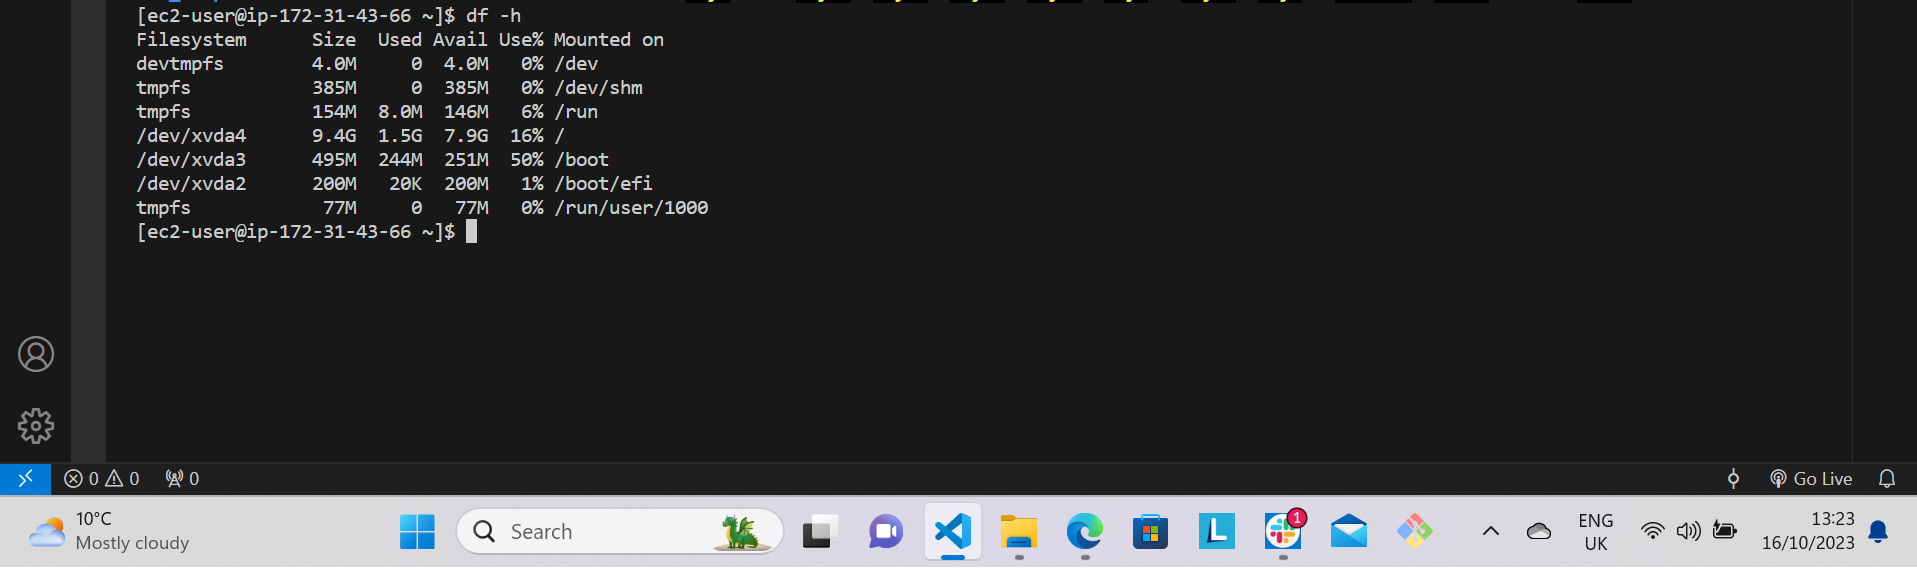 [ec2-user@ip-172-31-43-66 ~]$ df -h
Filesystem      Size  Used Avail Use% Mounted on
devtmpfs        4.0M     0  4.0M   0% /dev
tmpfs           385M     0  385M   0% /dev/shm
tmpfs           154M  8.0M  146M   6% /run
/dev/xvda4      9.4G  1.5G  7.9G  16% /
/dev/xvda3      495M  244M  251M  50% /boot
/dev/xvda2      200M   20K  200M   1% /boot/efi
tmpfs            77M     0   77M   0% /run/user/1000
[ec2-user@ip-172-31-43-66 ~]$
0 0 0 Go Live
10°C
Mostly cloudy
Search
L
1
ENG
UK
13:23
16/10/2023